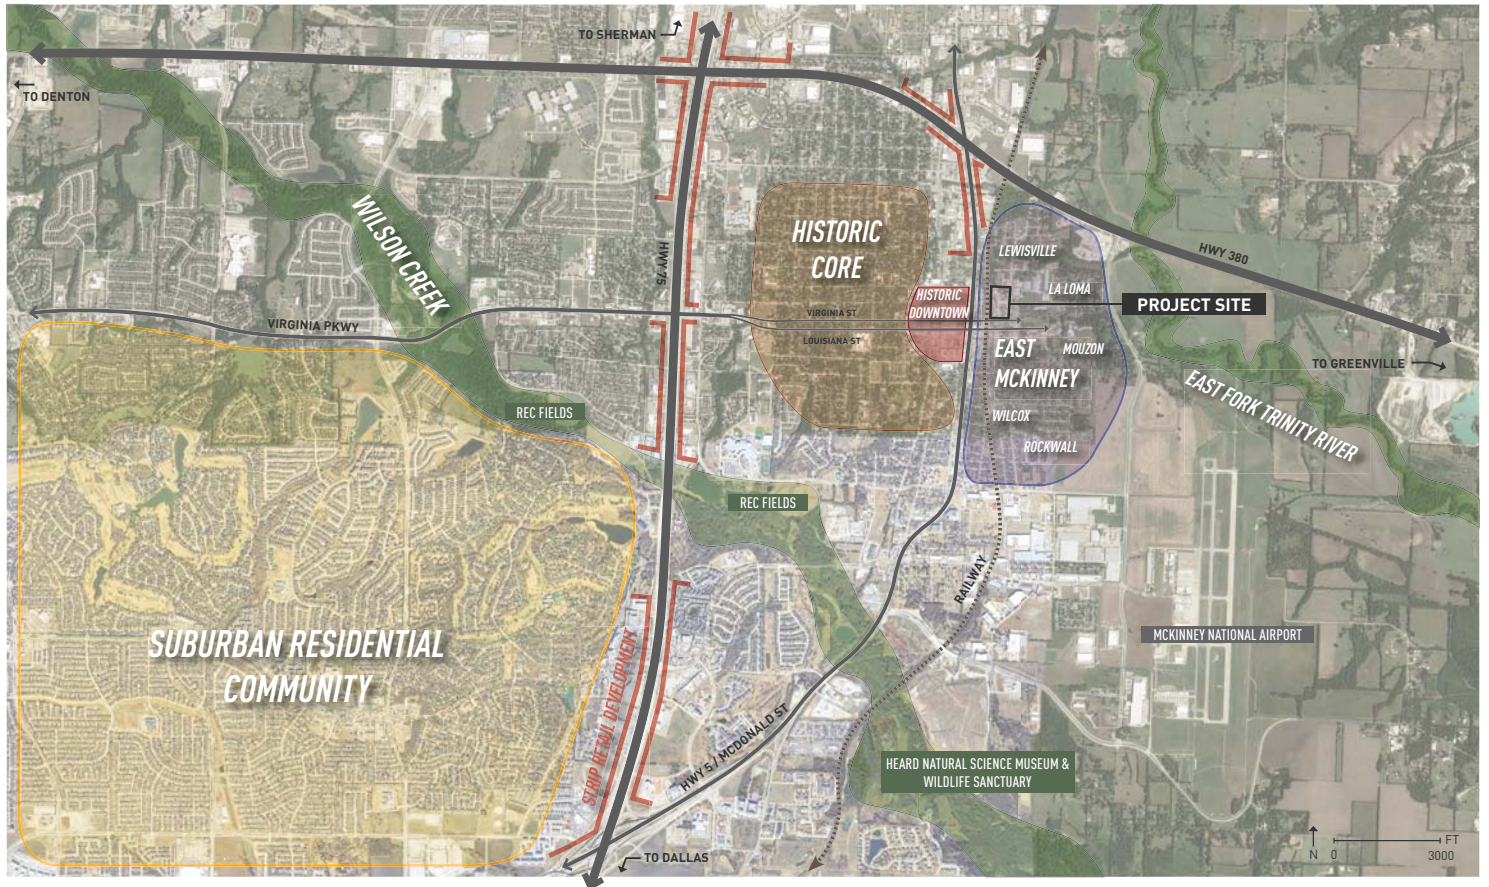 TO SHERMAN
TO DENTON
WILSON CREEK
HISTORIC
CORE
HWY 75
LEWISVILLE
HWY 380
LA LOMA
HISTORIC
DOWNTOWN
PROJECT SITE
VIRGINIA PKWY
VIRGINIA ST
LOUISIANA ST
EAST
MCKINNEY
MOUZON
TO GREENVILLE
EAST FORK TRINITY RIVER
REC FIELDS
WILCOX
ROCKWALL
REC FIELDS
RAILWAY
SUBURBAN RESIDENTIAL
COMMUNITY
STRIP RETAIL DEVELOPMENT
MCKINNEY NATIONAL AIRPORT
HWY 5 / MCDONALD ST
HEARD NATURAL SCIENCE MUSEUM &
WILDLIFE SANCTUARY
TO DALLAS
FT
N 0 3000